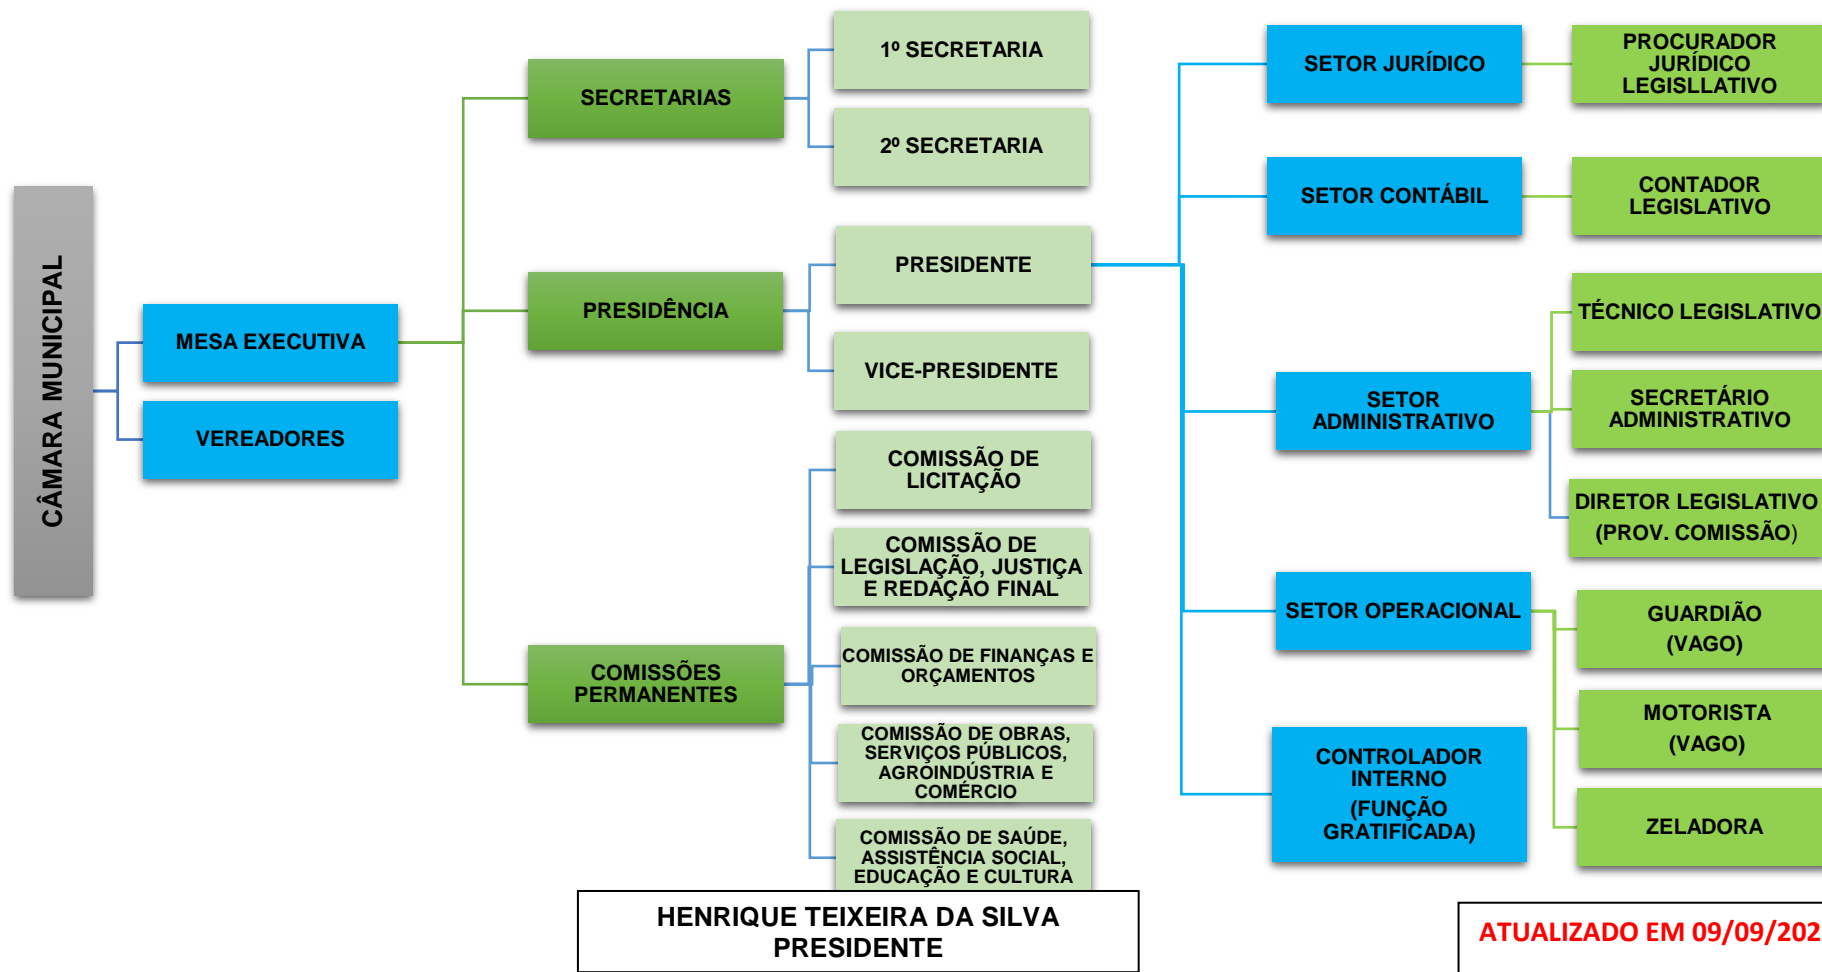 CÂMARA MUNICIPAL
MESA EXECUTIVA
VEREADORES
SECRETARIAS
PRESIDÊNCIA
COMISSÕES
PERMANENTES
1º SECRETARIA
2º SECRETARIA
PRESIDENTE
VICE-PRESIDENTE
COMISSÃO DE
LICITAÇÃO
COMISSÃO DE
LEGISLAÇÃO, JUSTIÇA
E REDAÇÃO FINAL
COMISSÃO DE FINANÇAS E
ORÇAMENTOS
COMISSÃO DE OBRAS,
SERVIÇOS PÚBLICOS,
AGROINDÚSTRIA E
COMÉRCIO
COMISSÃO DE SAÚDE,
ASSISTÊNCIA SOCIAL,
EDUCAÇÃO E CULTURA
SETOR JURÍDICO
SETOR CONTÁBIL
SETOR
ADMINISTRATIVO
SETOR OPERACIONAL
CONTROLADOR
INTERNO
(FUNÇÃO
GRATIFICADA)
PROCURADOR
JURÍDICO
LEGISLLATIVO
CONTADOR
LEGISLATIVO
TÉCNICO LEGISLATIVO
SECRETÁRIO
ADMINISTRATIVO
DIRETOR LEGISLATIVO
(PROV. COMISSÃO)
GUARDIÃO
(VAGO)
MOTORISTA
(VAGO)
ZELADORA
HENRIQUE TEIXEIRA DA SILVA
PRESIDENTE
ATUALIZADO EM 09/09/202